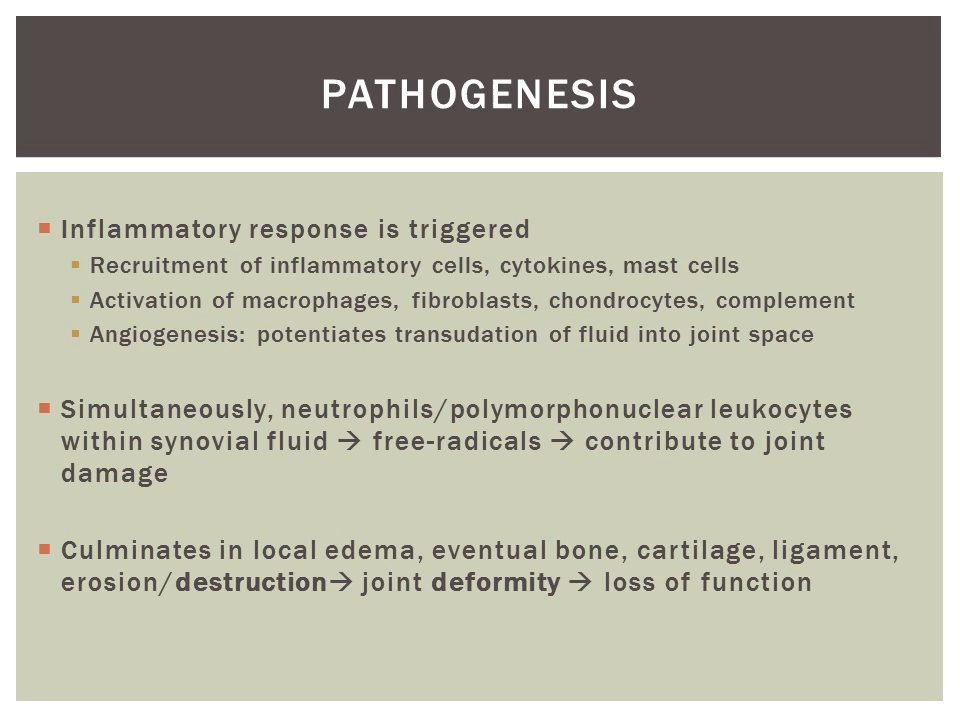 PATHOGENESIS
▪ Inflammatory response is triggered
▪ Recruitment of inflammatory cells, cytokines, mast cells
▪ Activation of macrophages, fibroblasts, chondrocytes, complement
▪ Angiogenesis: potentiates transudation of fluid into joint space
▪ Simultaneously, neutrophils/polymorphonuclear leukocytes
within synovial fluid → free-radicals → contribute to joint
damage
▪ Culminates in local edema, eventual bone, cartilage, ligament,
erosion/destruction→ joint deformity → loss of function